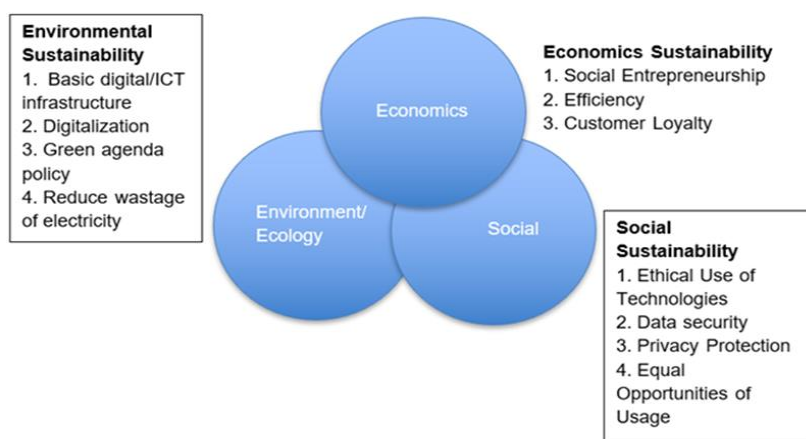 Environmental
Sustainability
1. Basic digital/ICT
infrastructure
2. Digitalization
3. Green agenda
policy
4. Reduce wastage
of electricity
Economics
Environment/
Ecology
Social
Economics Sustainability
1. Social Entrepreneurship
2. Efficiency
3. Customer Loyalty
Social
Sustainability
1. Ethical Use of
Technologies
2. Data security
3. Privacy Protection
4. Equal
Opportunities of
Usage